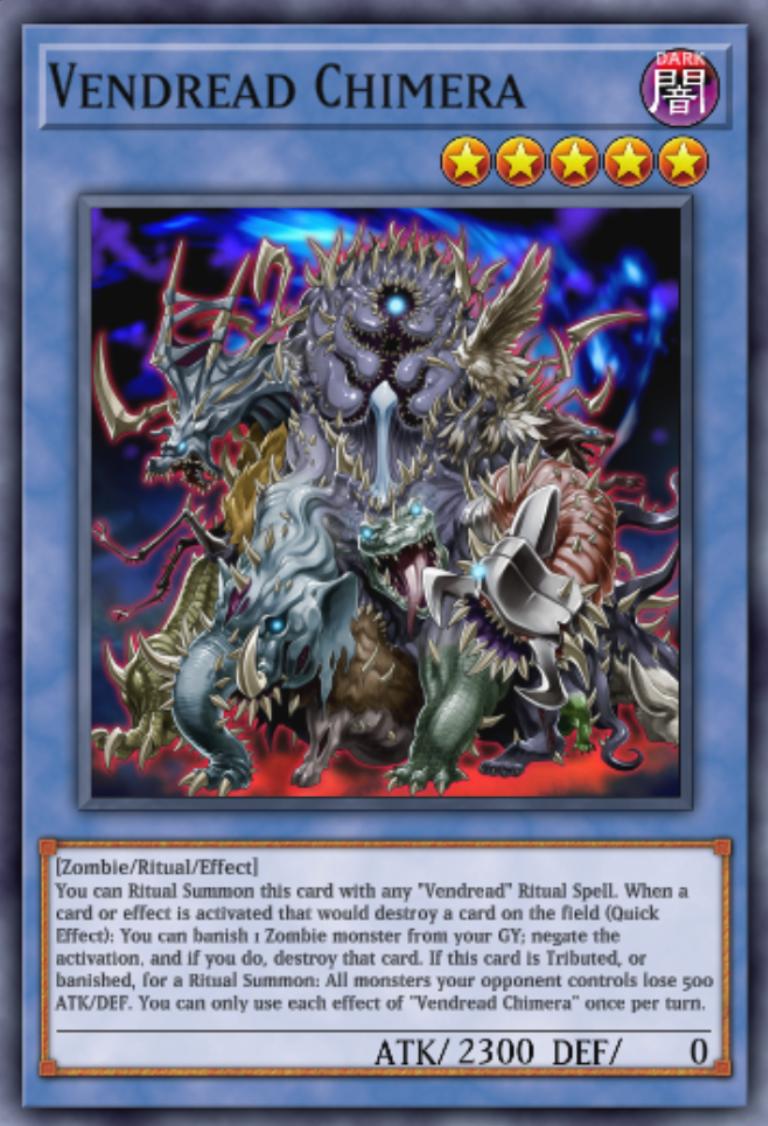 VENDREAD CHIMERA
DARK
闇
[Zombie/Ritual/Effect]
You can Ritual Summon this card with any "Vendread" Ritual Spell. When a
card or effect is activated that would destroy a card on the field (Quick
Effect): You can banish 1 Zombie monster from your GY; negate the
activation, and if you do, destroy that card. If this card is Tributed, or
banished, for a Ritual Summon: All monsters your opponent controls lose 500
ATK/DEF. You can only use each effect of "Vendread Chimera" once per turn.
ATK/ 2300 DEF/ 0